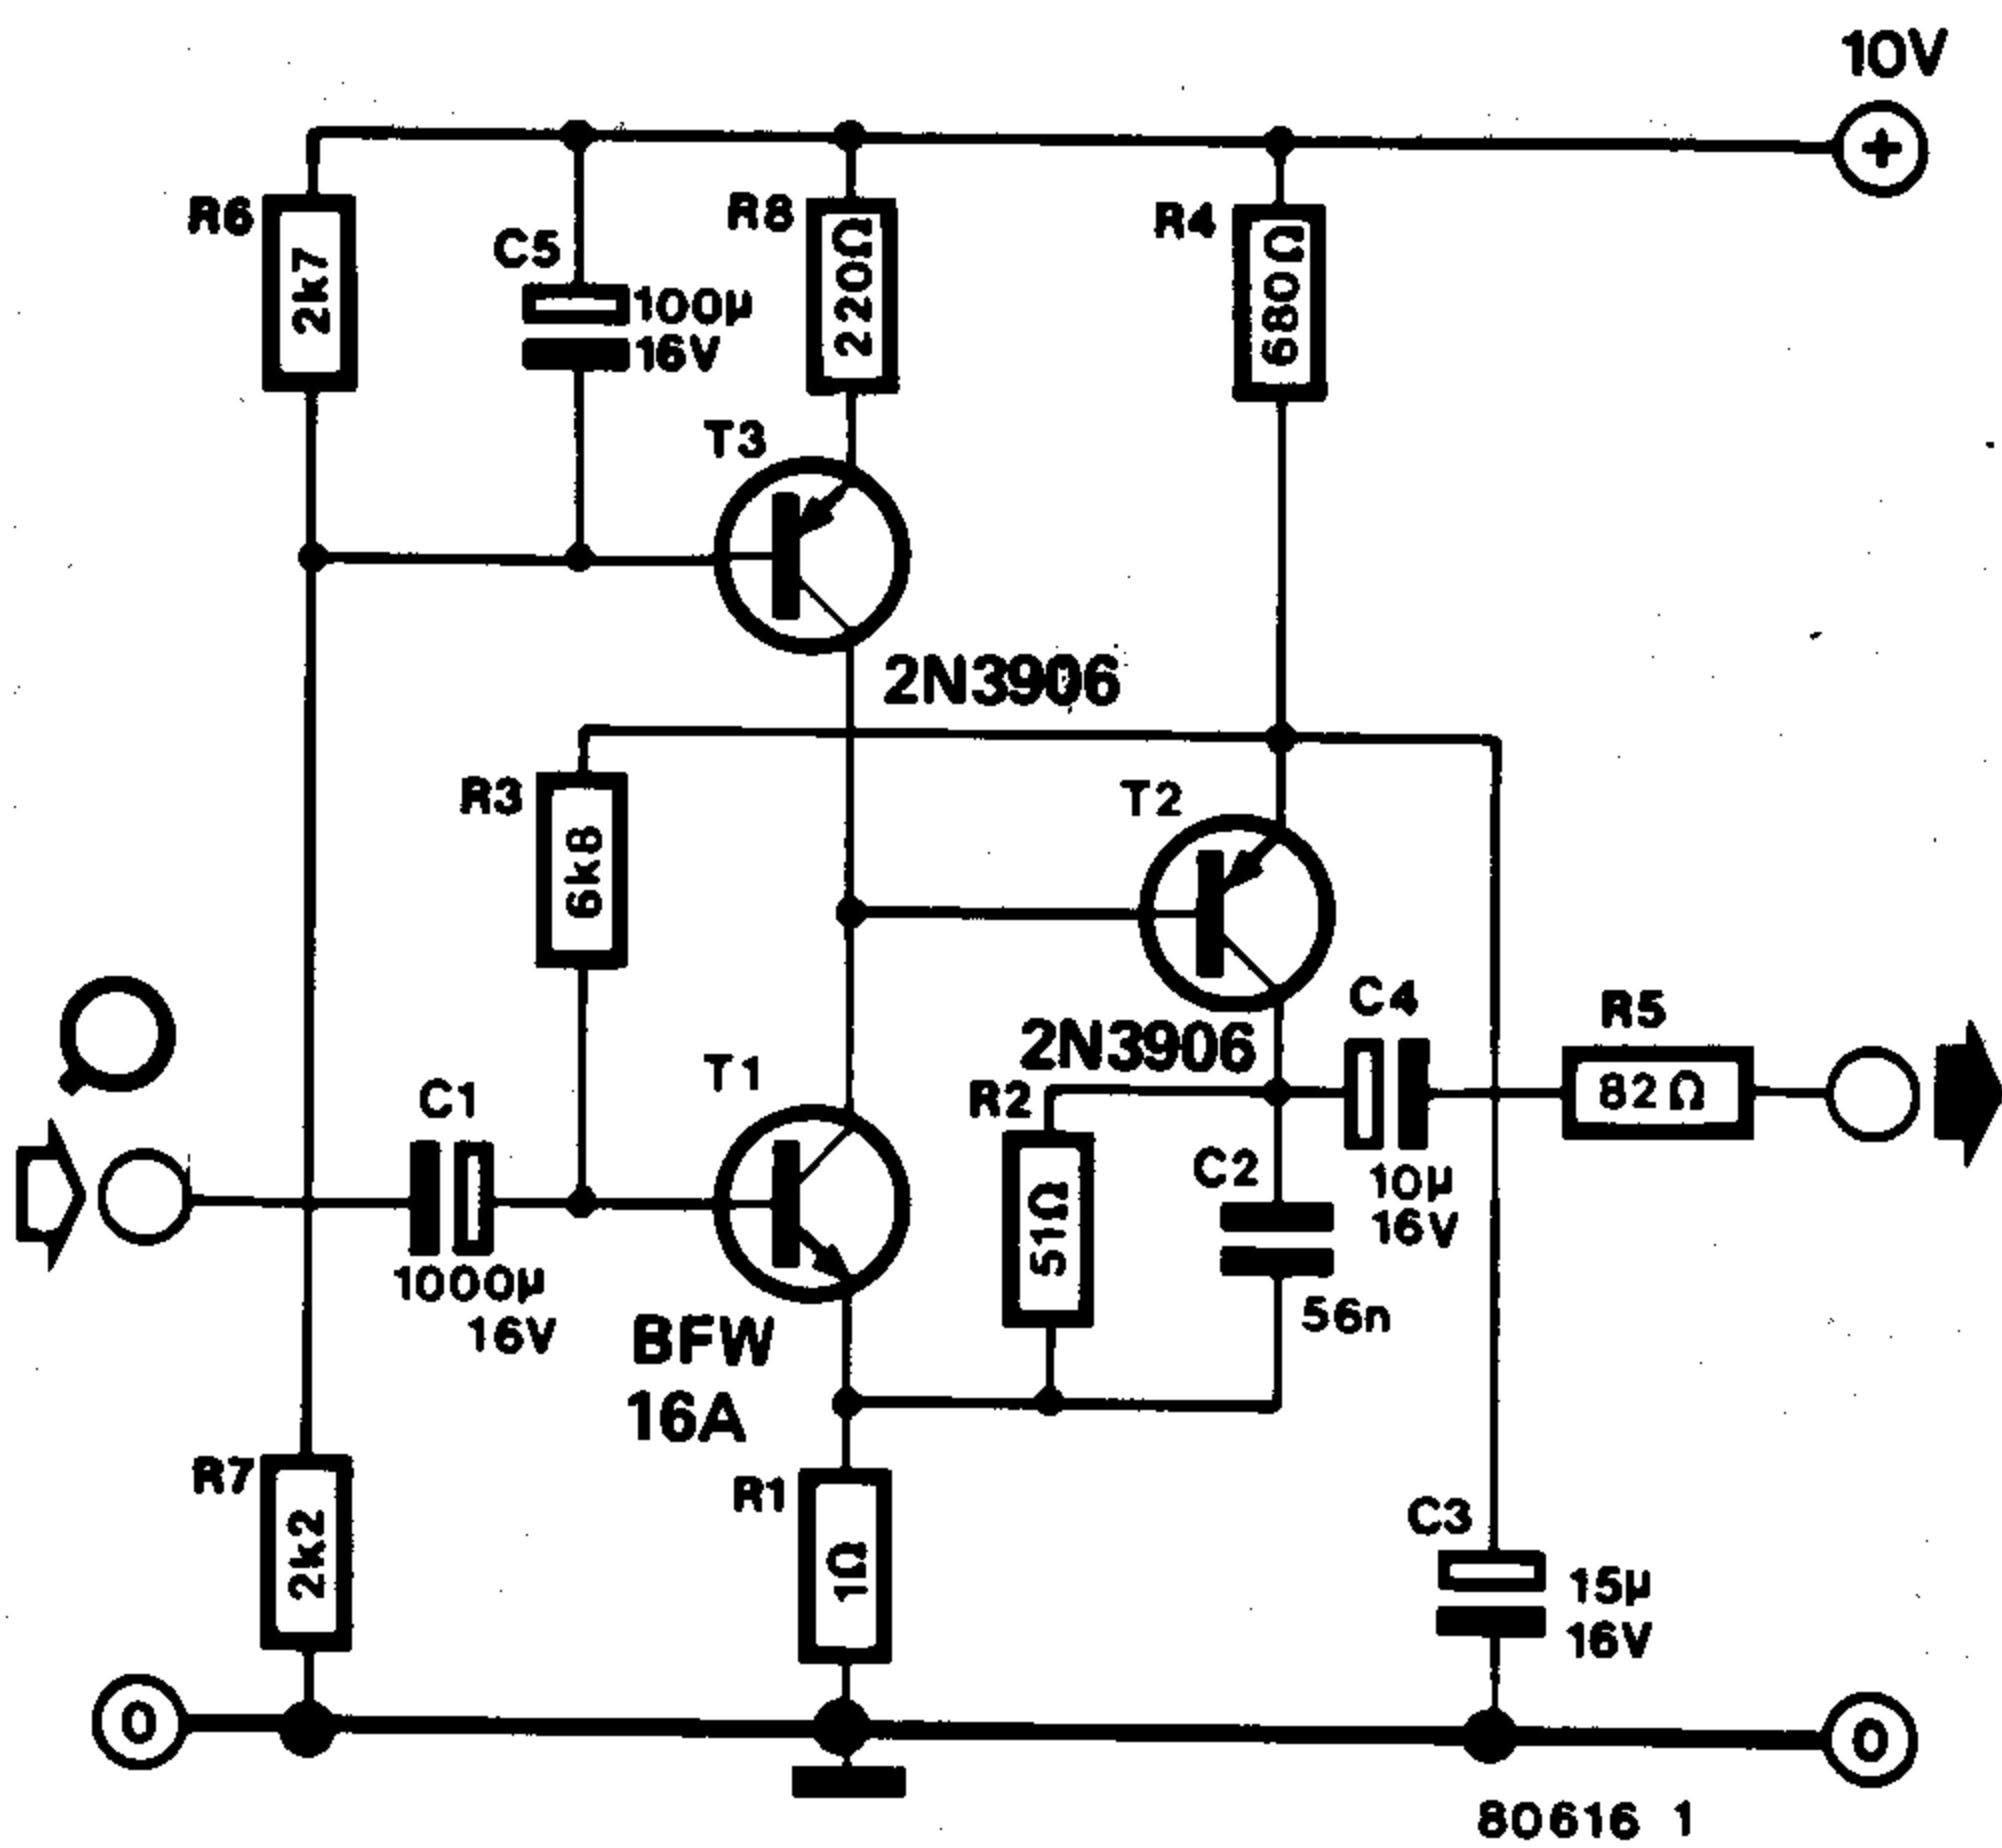 10V
+
R6
2k7
C5
100µ
16V
R8
220Ω
R4
680Ω
T3
2N3906
R3
6k8
T2
2N3906
C4
10µ
16V
R5
82Ω
C1
1000µ
16V
T1
BFW
16A
R2
51Ω
C2
56n
R7
2k2
R1
1Ω
C3
15µ
16V
0
0
80616 1